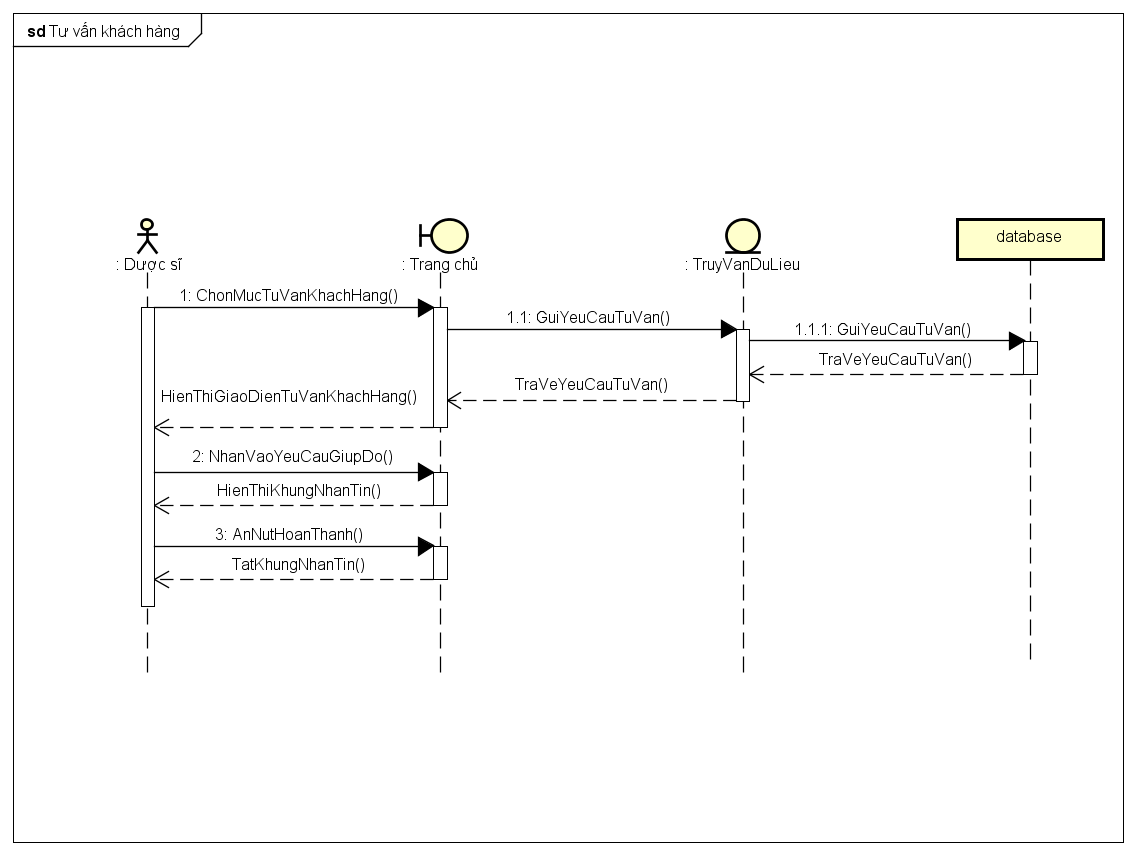 sd Tư vấn khách hàng
: Dược sĩ
: Trang chủ
: TruyVanDuLieu
database
1: ChonMucTuVanKhachHang()
1.1: GuiYeuCauTuVan()
1.1.1: GuiYeuCauTuVan()
TraVeYeuCauTuVan()
TraVeYeuCauTuVan()
HienThiGiaoDienTuVanKhachHang()
2: NhanVaoYeuCauGiupDo()
HienThiKhungNhanTin()
3: AnNutHoanThanh()
TatKhungNhanTin()